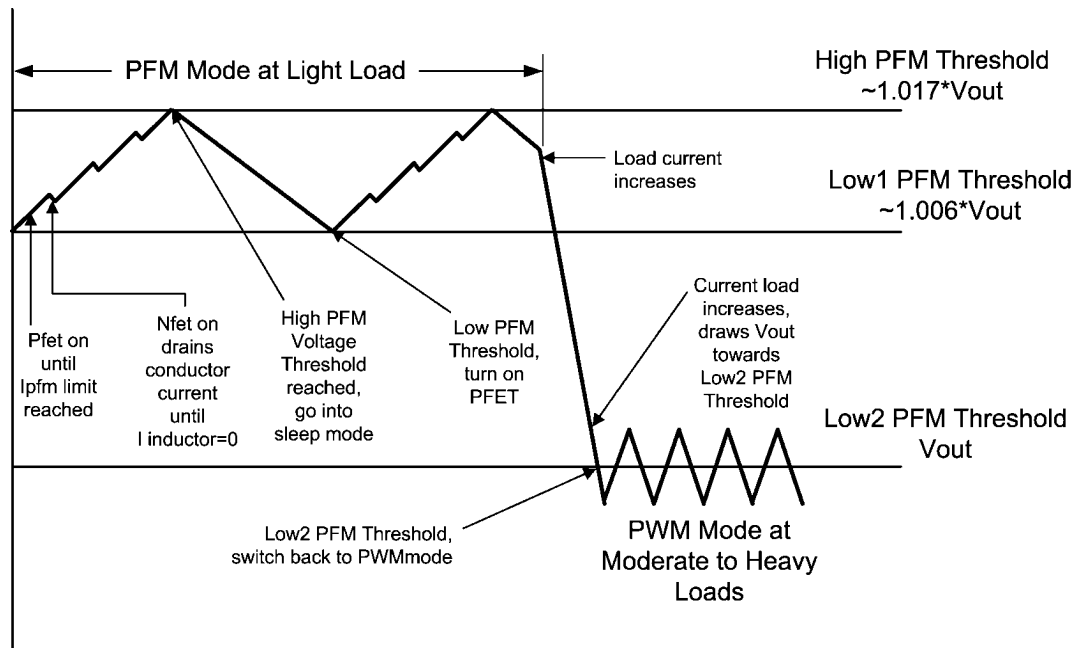 PFM Mode at Light Load
High PFM Threshold
~1.017*Vout
Load current
increases
Low1 PFM Threshold
~1.006*Vout
Pfet on
until
Ipfm limit
reached
Nfet on
drains
conductor
current
until
I inductor=0
High PFM
Voltage
Threshold
reached,
go into
sleep mode
Low PFM
Threshold,
turn on
PFET
Current load
increases,
draws Vout
towards
Low2 PFM
Threshold
Low2 PFM Threshold
Vout
Low2 PFM Threshold,
switch back to PWMmode
PWM Mode at
Moderate to Heavy
Loads